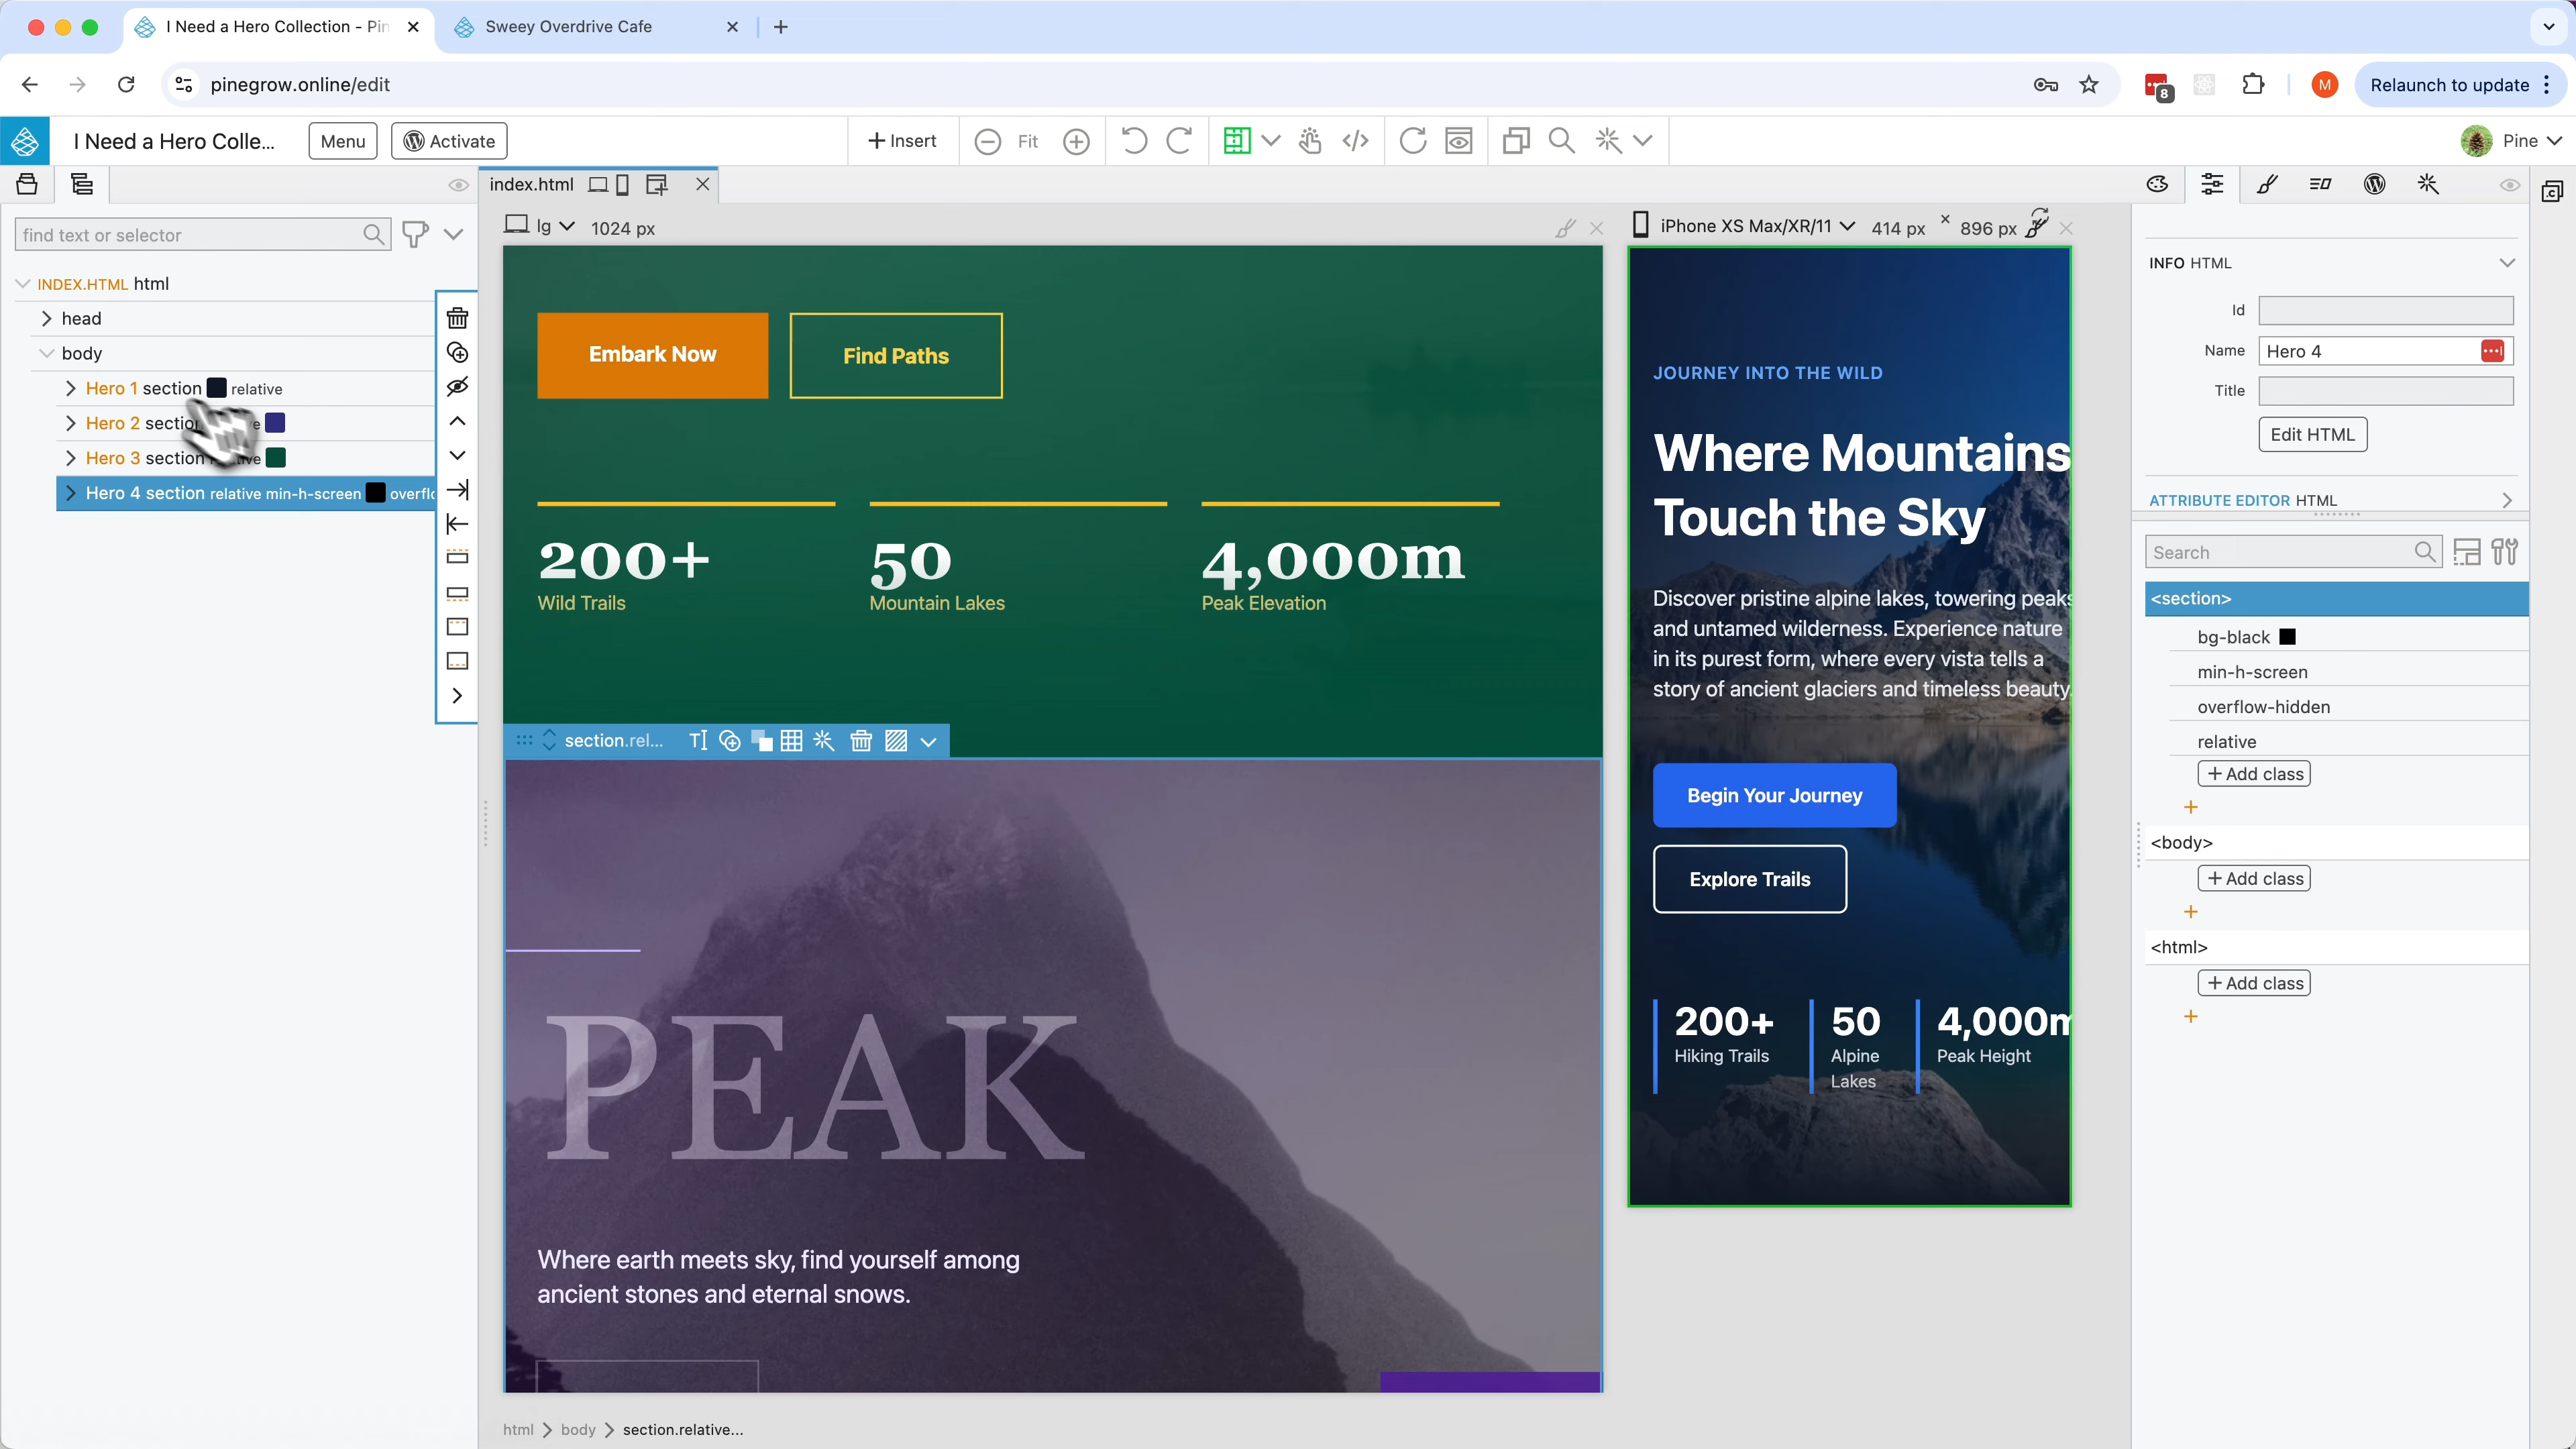 I Need a Hero Collection - Pin
Sweey Overdrive Cafe
pinegrow.online/edit
8
M
Relaunch to update
I Need a Hero Colle...
Menu
Activate
Insert
Fit
Pine
index.html
lg
1024 px
iPhone XS Max/XR/11
414 px
×
896 px
find text or selector
INDEX.HTML html
head
body
Hero 1 section relative
Hero 2 section
Hero 3 section
Hero 4 section relative min-h-screen overflo
Embark Now
Find Paths
200+
Wild Trails
50
Mountain Lakes
4,000m
Peak Elevation
section.rel...
PEAK
Where earth meets sky, find yourself among
ancient stones and eternal snows.
html > body > section.relative...
JOURNEY INTO THE WILD
Where Mountains
Touch the Sky
Discover pristine alpine lakes, towering peaks
and untamed wilderness. Experience nature
in its purest form, where every vista tells a
story of ancient glaciers and timeless beauty.
Begin Your Journey
Explore Trails
200+
Hiking Trails
50
Alpine
Lakes
4,000m
Peak Height
INFO HTML
Id
Name
Hero 4
Title
Edit HTML
ATTRIBUTE EDITOR HTML
Search
<section>
bg-black
min-h-screen
overflow-hidden
relative
+ Add class
+
<body>
+ Add class
+
<html>
+ Add class
+